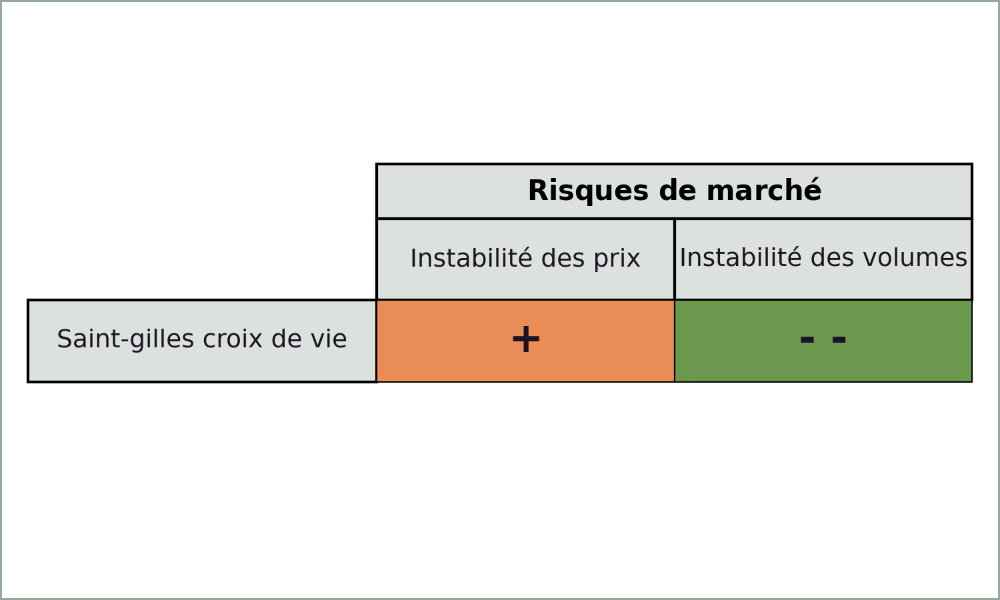 Risques de marché
Instabilité des prix
Instabilité des volumes
Saint-gilles croix de vie
+
- -